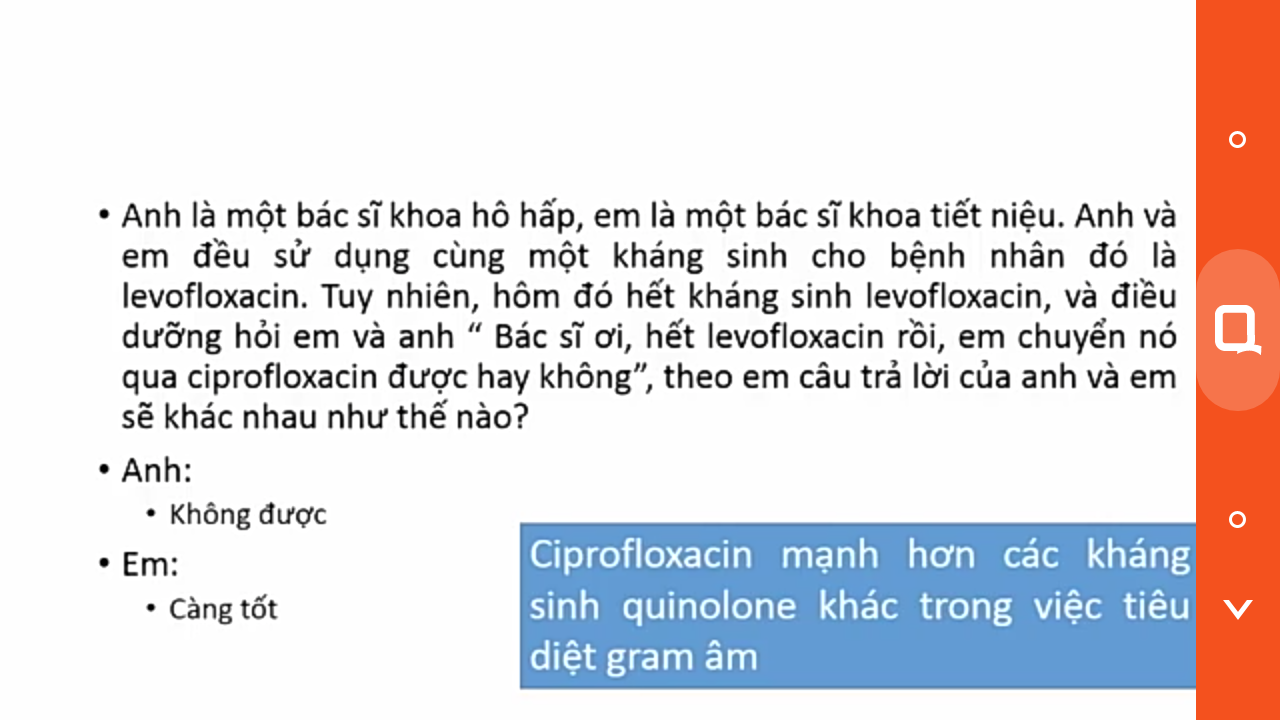 • Anh là một bác sĩ khoa hô hấp, em là một bác sĩ khoa tiết niệu. Anh và
em đều sử dụng cùng một kháng sinh cho bệnh nhân đó là
levofloxacin. Tuy nhiên, hôm đó hết kháng sinh levofloxacin, và điều
dưỡng hỏi em và anh “ Bác sĩ ơi, hết levofloxacin rồi, em chuyển nó
qua ciprofloxacin được hay không”, theo em câu trả lời của anh và em
sẽ khác nhau như thế nào?
• Anh:
• Không được
• Em:
• Càng tốt
Ciprofloxacin mạnh hơn các kháng
sinh quinolone khác trong việc tiêu
diệt gram âm